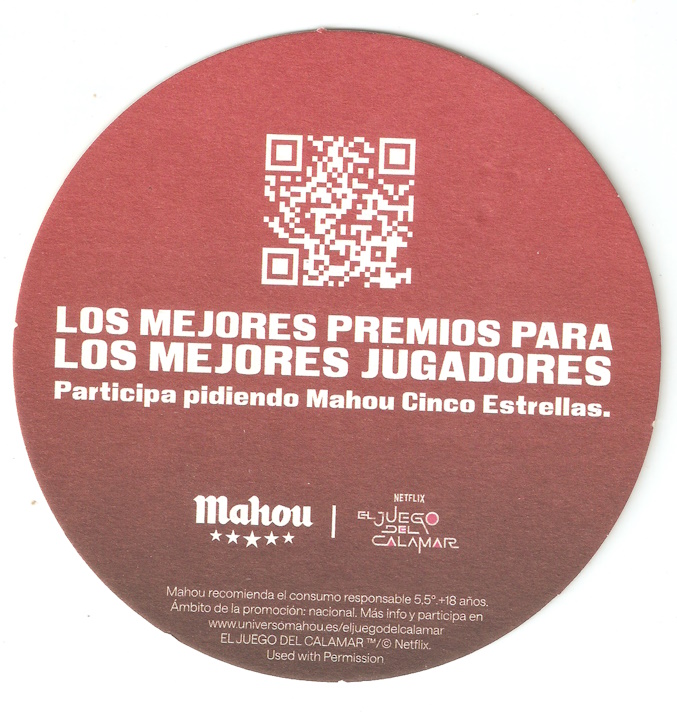 LOS MEJORES PREMIOS PARA
LOS MEJORES JUGADORES
Participa pidiendo Mahou Cinco Estrellas.
Mahou
NETFLIX
EL JUEGO
DEL
CALAMAR
Mahou recomienda el consumo responsable 5,5º.+18 años.
Ámbito de la promoción: nacional. Más info y participa en
www.universomahou.es/eljuegodelcalamar
EL JUEGO DEL CALAMAR ™/© Netflix.
Used with Permission